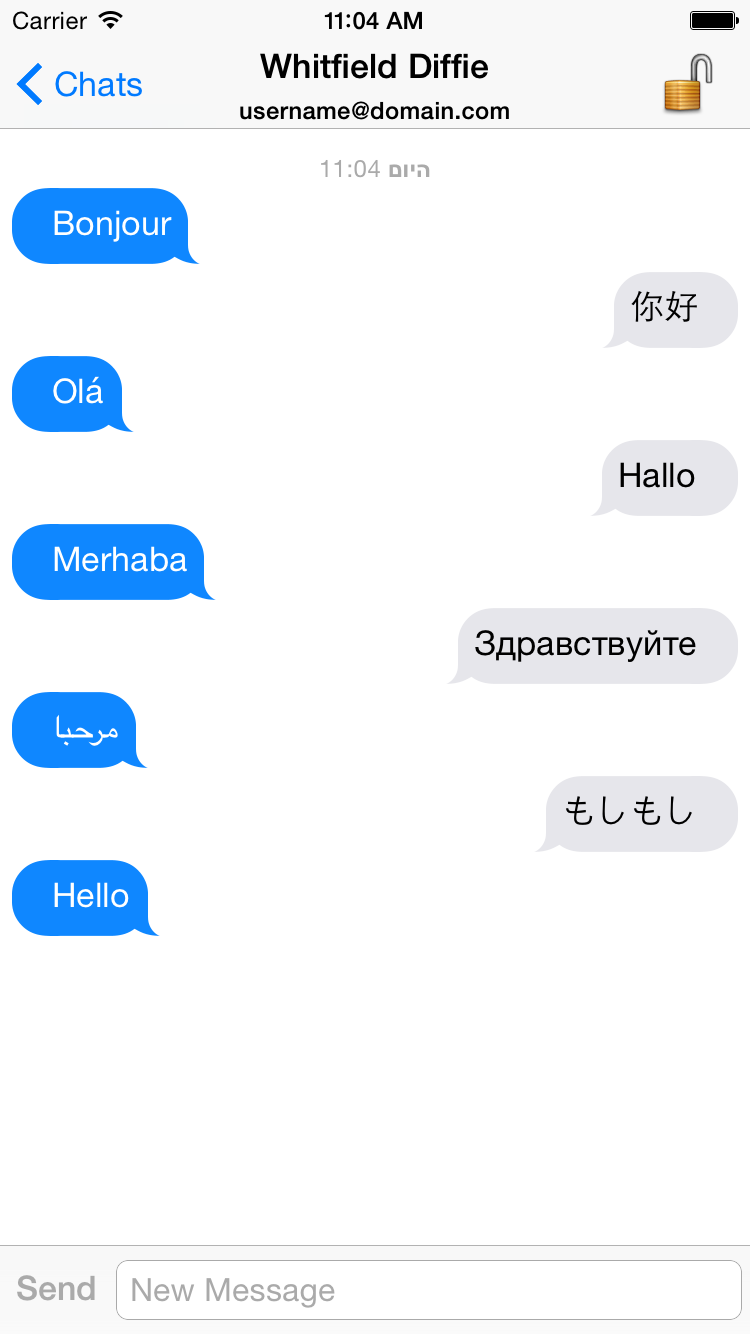 Carrier 11:04 AM
Chats Whitfield Diffie
username@domain.com
היום 11:04
Bonjour
你好
Olá
Hallo
Merhaba
Здравствуйте
مرحبا
もしもし
Hello
Send New Message